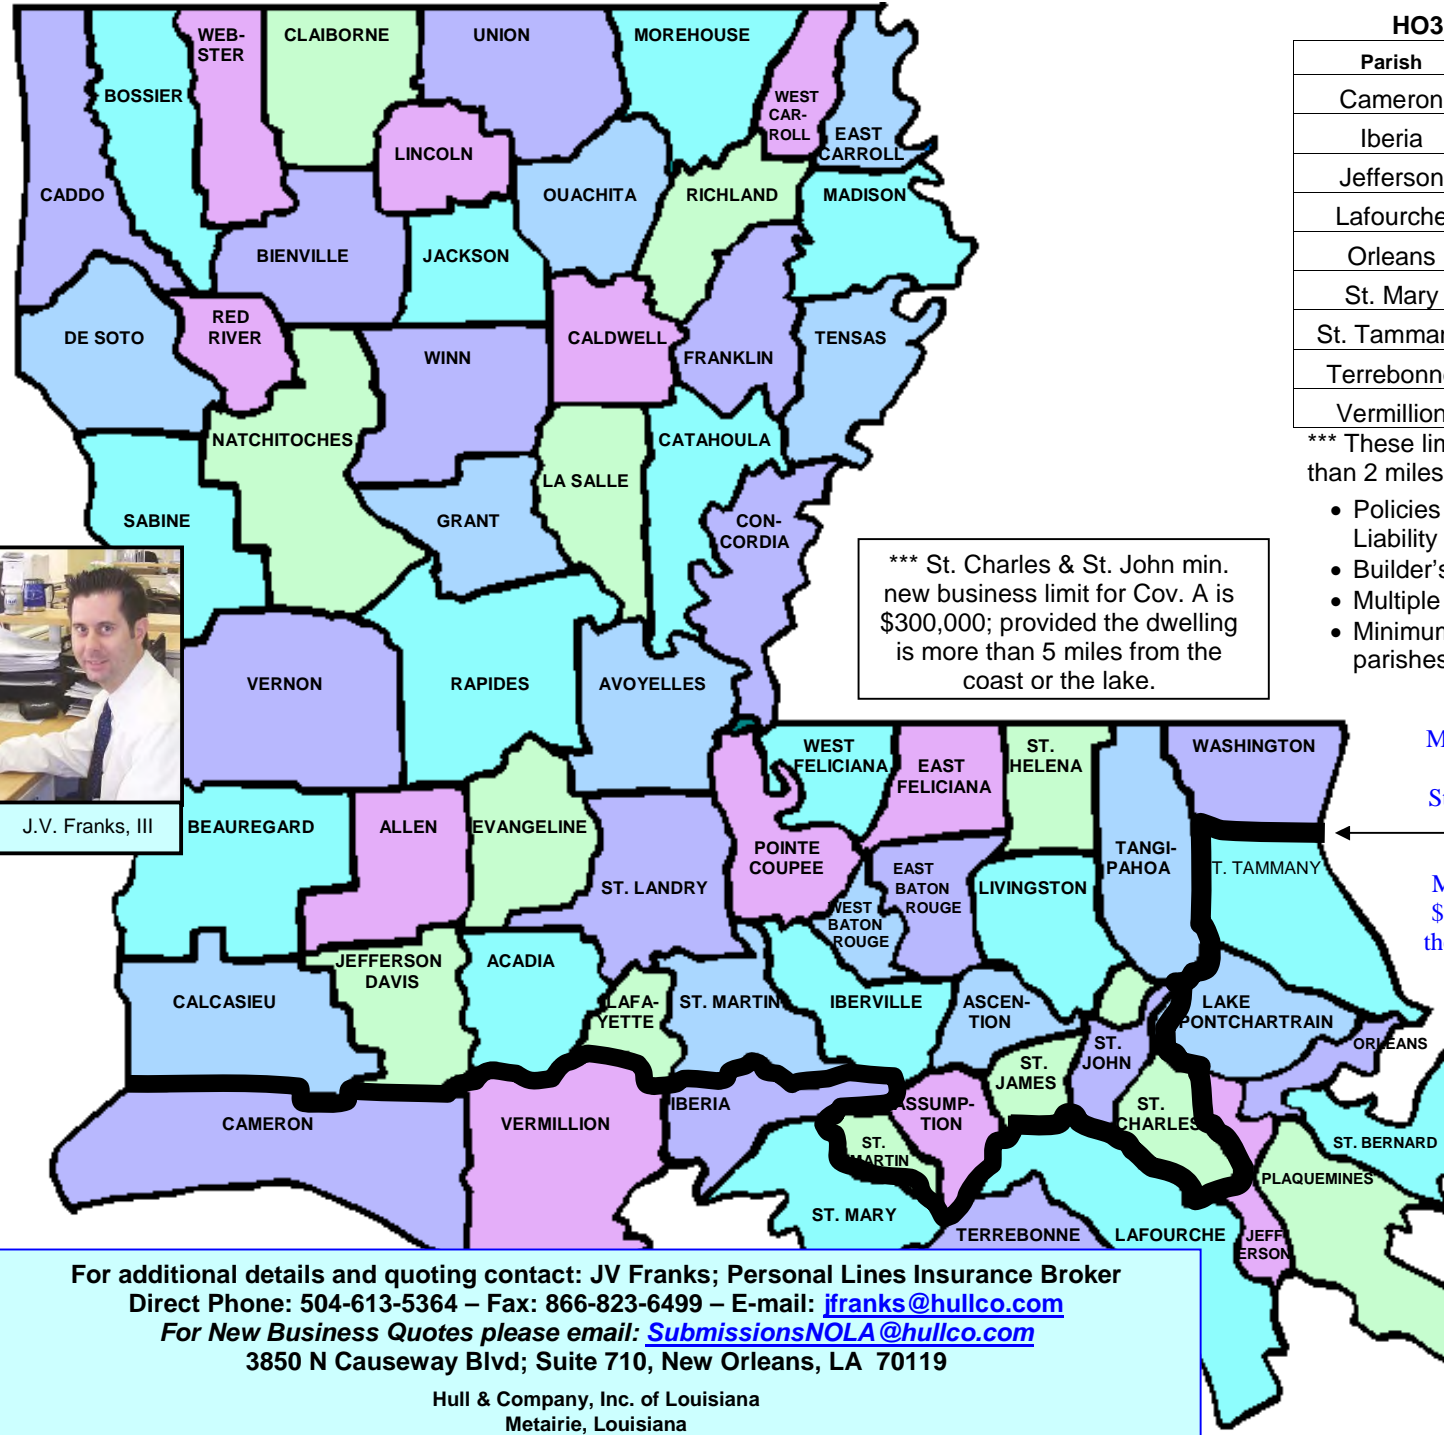 WEB-
STER
CLAIBORNE
UNION
MOREHOUSE
BOSSIER
WEST
CAR-
ROLL
EAST
CARROLL
LINCOLN
CADDO
OUACHITA
RICHLAND
MADISON
BIENVILLE
JACKSON
DE SOTO
RED
RIVER
WINN
CALDWELL
FRANKLIN
TENSAS
NATCHITOCHES
CATAHOULA
LA SALLE
SABINE
GRANT
CON-
CORDIA
VERNON
RAPIDES
AVOYELLES
HO3
Parish
Cameron
Iberia
Jefferson
Lafourche
Orleans
St. Mary
Vermillion
*** These
than 2 miles
• Policies
Liability
• Multiple
*** St. Charles & St. John min.
new business limit for Cov. A is
$300,000; provided the dwelling
is more than 5 miles from the
coast or the lake.
J.V. Franks, III
BEAUREGARD
ALLEN
EVANGELINE
ST. LANDRY
POINTE
COUPEE
WEST
FELICIANA
EAST
FELICIANA
ST.
HELENA
WASHINGTON
TANGI-
PAHOA
T. TAMMANY
EAST
BATON
ROUGE
LIVINGSTON
WEST
BATON
ROUGE
JEFFERSON
DAVIS
ACADIA
CALCASIEU
LAFA-
YETTE
ST. MARTIN
IBERVILLE
ASCEN-
TION
LAKE
PONTCHARTRAIN
ORLEANS
ST.
JOHN
ST.
JAMES
ST.
CHARLES
CAMERON
VERMILLION
IBERIA
ASSUMP-
TION
ST.
MARTIN
ST. BERNARD
PLAQUEMINES
ST. MARY
TERREBONNE
LAFOURCHE
JEFF
ERSON
For additional details and quoting contact: JV Franks; Personal Lines Insurance Broker
Direct Phone: 504-613-5364 – Fax: 866-823-6499 – E-mail: jfranks@hullco.com
For New Business Quotes please email: SubmissionsNOLA@hullco.com
3850 N Causeway Blvd; Suite 710, New Orleans, LA 70119
Hull & Company, Inc. of Louisiana
Metairie, Louisiana